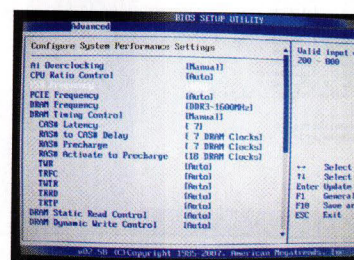 BIOS SETUP UTILITY
Advanced
Configure System Performance Settings
Ai Overclocking [Manual]
CPU Ratio Control [Auto]
PCIE Frequency [Auto]
DRAM Frequency [DDR3-1600MHz]
DRAM Timing Control [Manual]
CAS# Latency [ 7]
RAS# to CAS# Delay [ 7 DRAM Clocks]
RAS# Precharge [ 7 DRAM Clocks]
RAS# Activate to Precharge [18 DRAM Clocks]
TWR [Auto]
TRFC [Auto]
TWTR [Auto]
TRRD [Auto]
TRTP [Auto]
DRAM Static Read Control [Auto]
DRAM Dynamic Write Control [Auto]
Valid input
200 - 800
↔ Select
↑↓ Select
Enter Update
F1 General
F10 Save an
ESC Exit
v02.58 (C)Copyright 1985-2007, American Megatrends, Inc